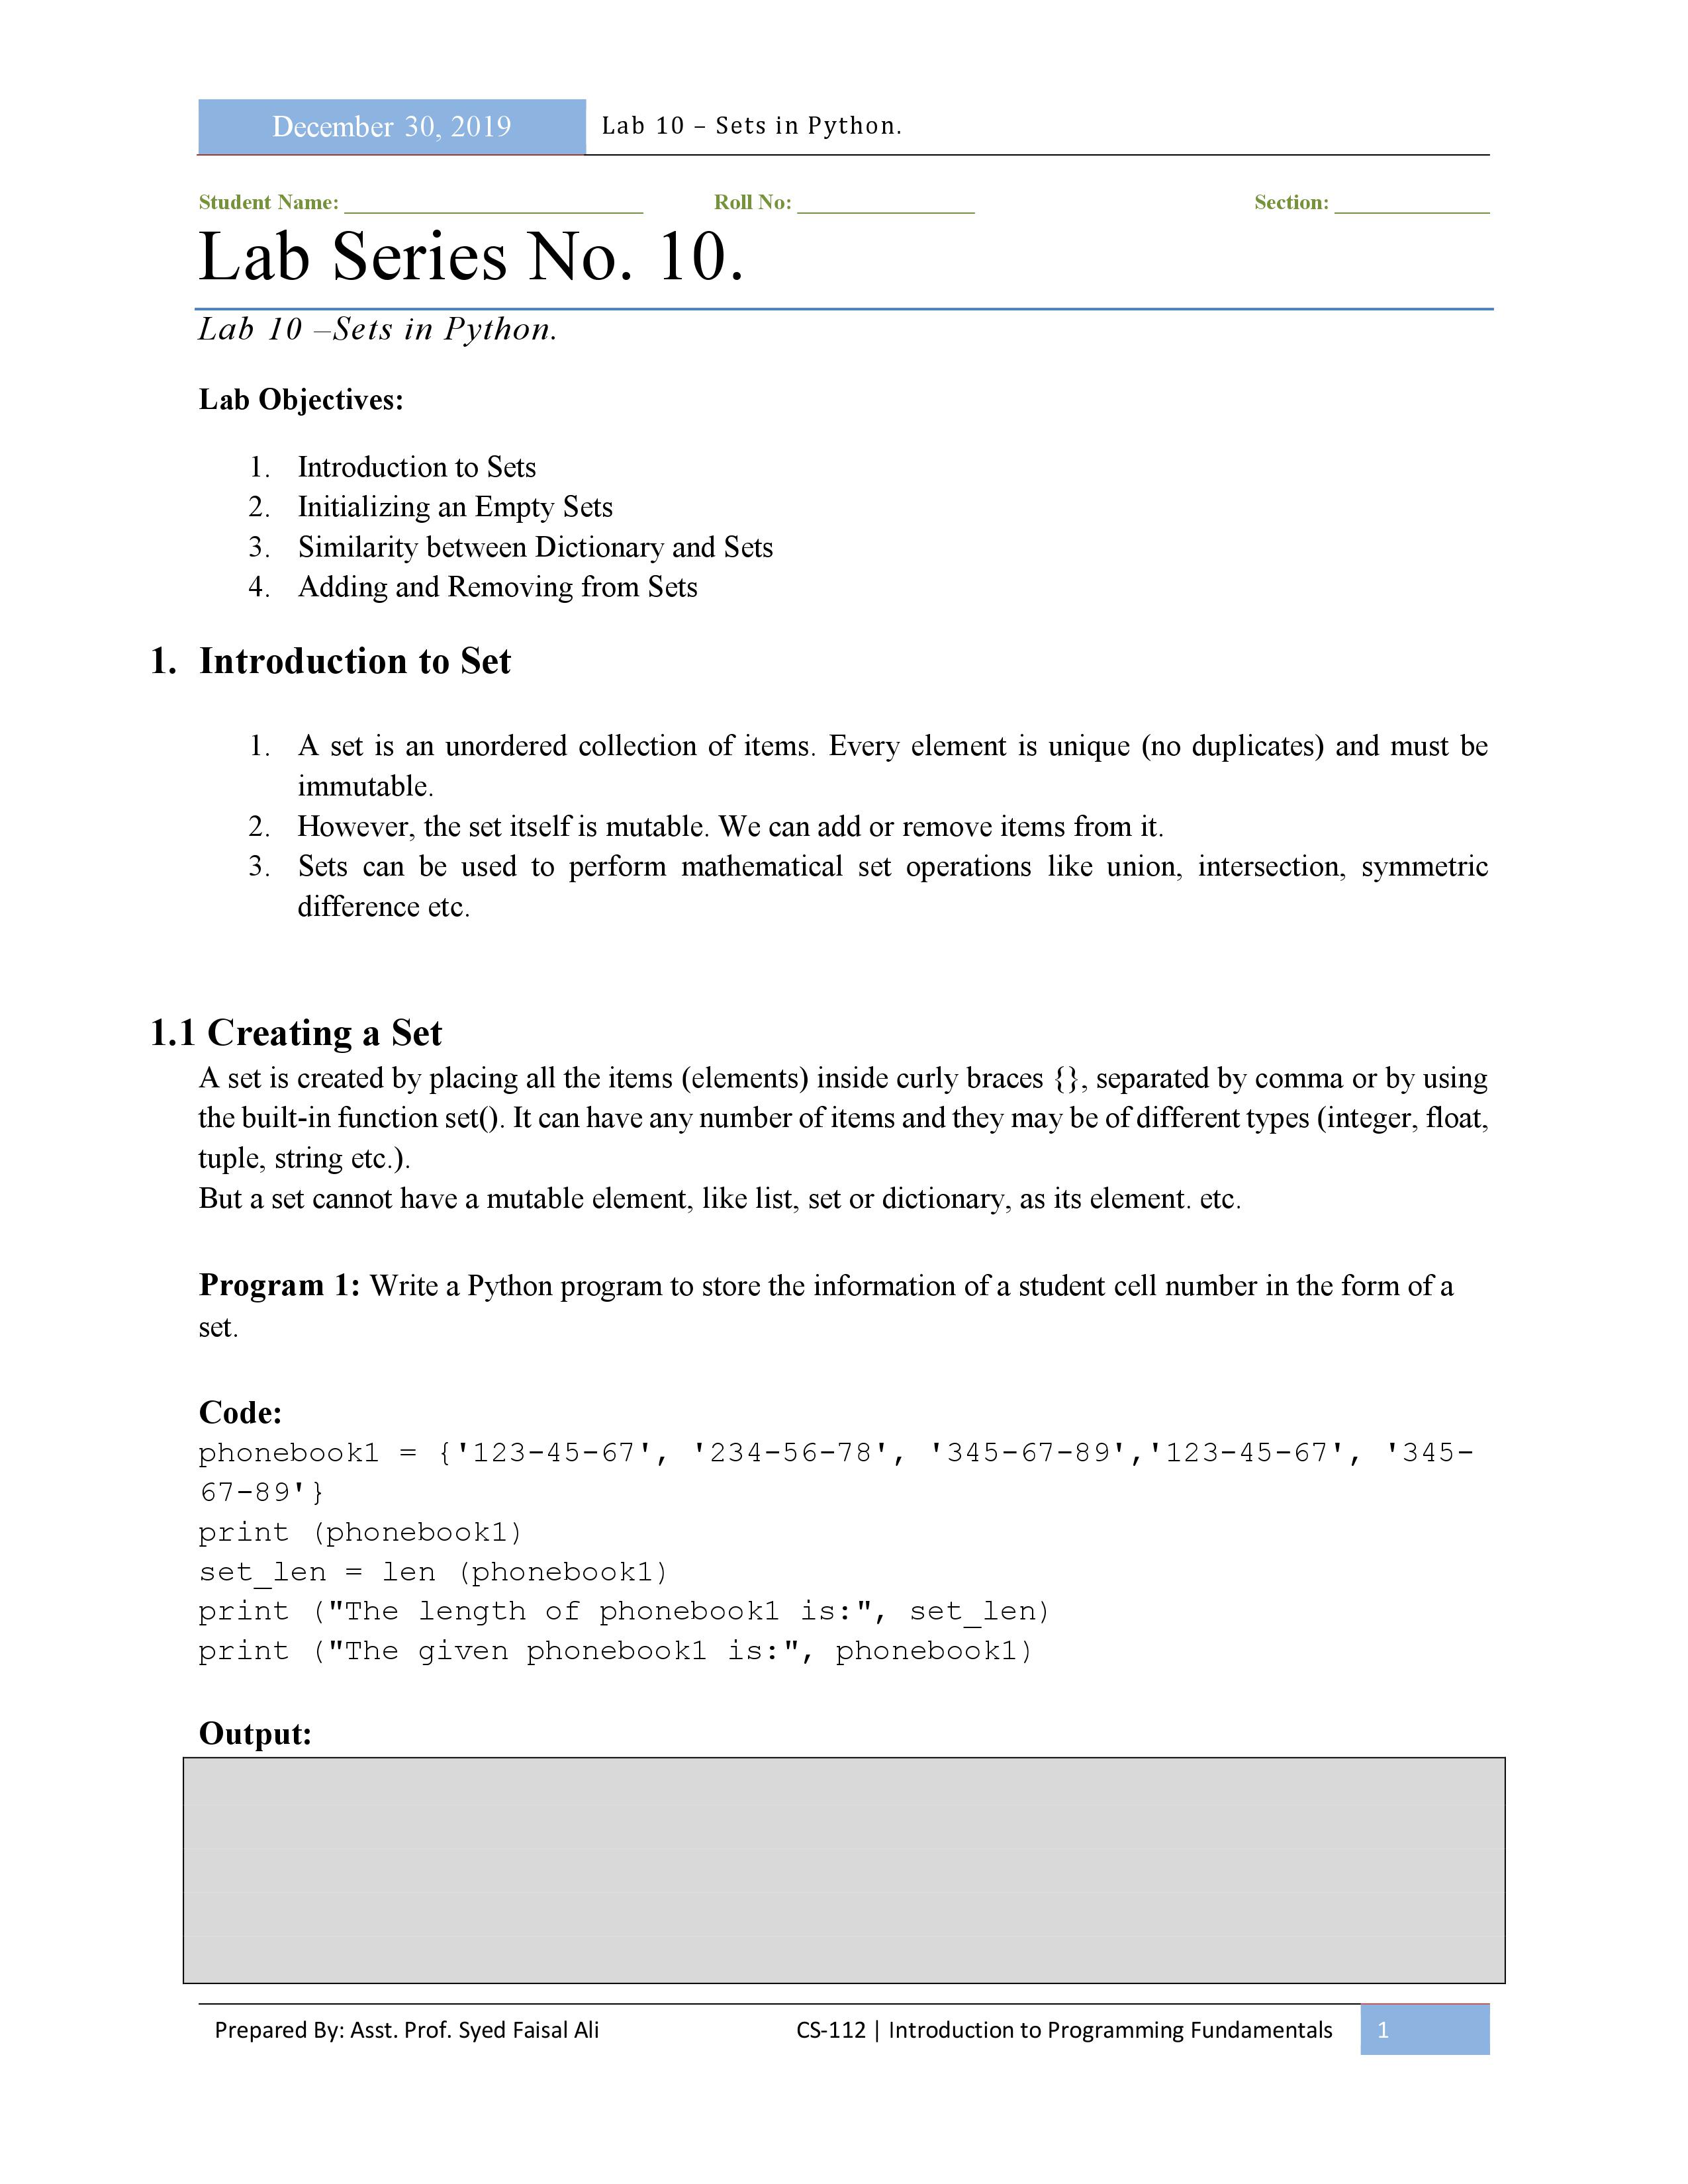 December 30, 2019 Lab 10 – Sets in Python.
Student Name: __________________________ Roll No: ________________ Section: ______________
Lab Series No. 10.
Lab 10 –Sets in Python.
Lab Objectives:
1. Introduction to Sets
2. Initializing an Empty Sets
3. Similarity between Dictionary and Sets
4. Adding and Removing from Sets
1. Introduction to Set
1. A set is an unordered collection of items. Every element is unique (no duplicates) and must be
immutable.
2. However, the set itself is mutable. We can add or remove items from it.
3. Sets can be used to perform mathematical set operations like union, intersection, symmetric
difference etc.
1.1 Creating a Set
A set is created by placing all the items (elements) inside curly braces {}, separated by comma or by using
the built-in function set(). It can have any number of items and they may be of different types (integer, float,
tuple, string etc.).
But a set cannot have a mutable element, like list, set or dictionary, as its element. etc.
Program 1: Write a Python program to store the information of a student cell number in the form of a
set.
Code:
phonebook1 = {'123-45-67', '234-56-78', '345-67-89','123-45-67', '345-
67-89'}
print (phonebook1)
set_len = len (phonebook1)
print ("The length of phonebook1 is:", set_len)
print ("The given phonebook1 is:", phonebook1)
Output:
Prepared By: Asst. Prof. Syed Faisal Ali CS-112 | Introduction to Programming Fundamentals 1